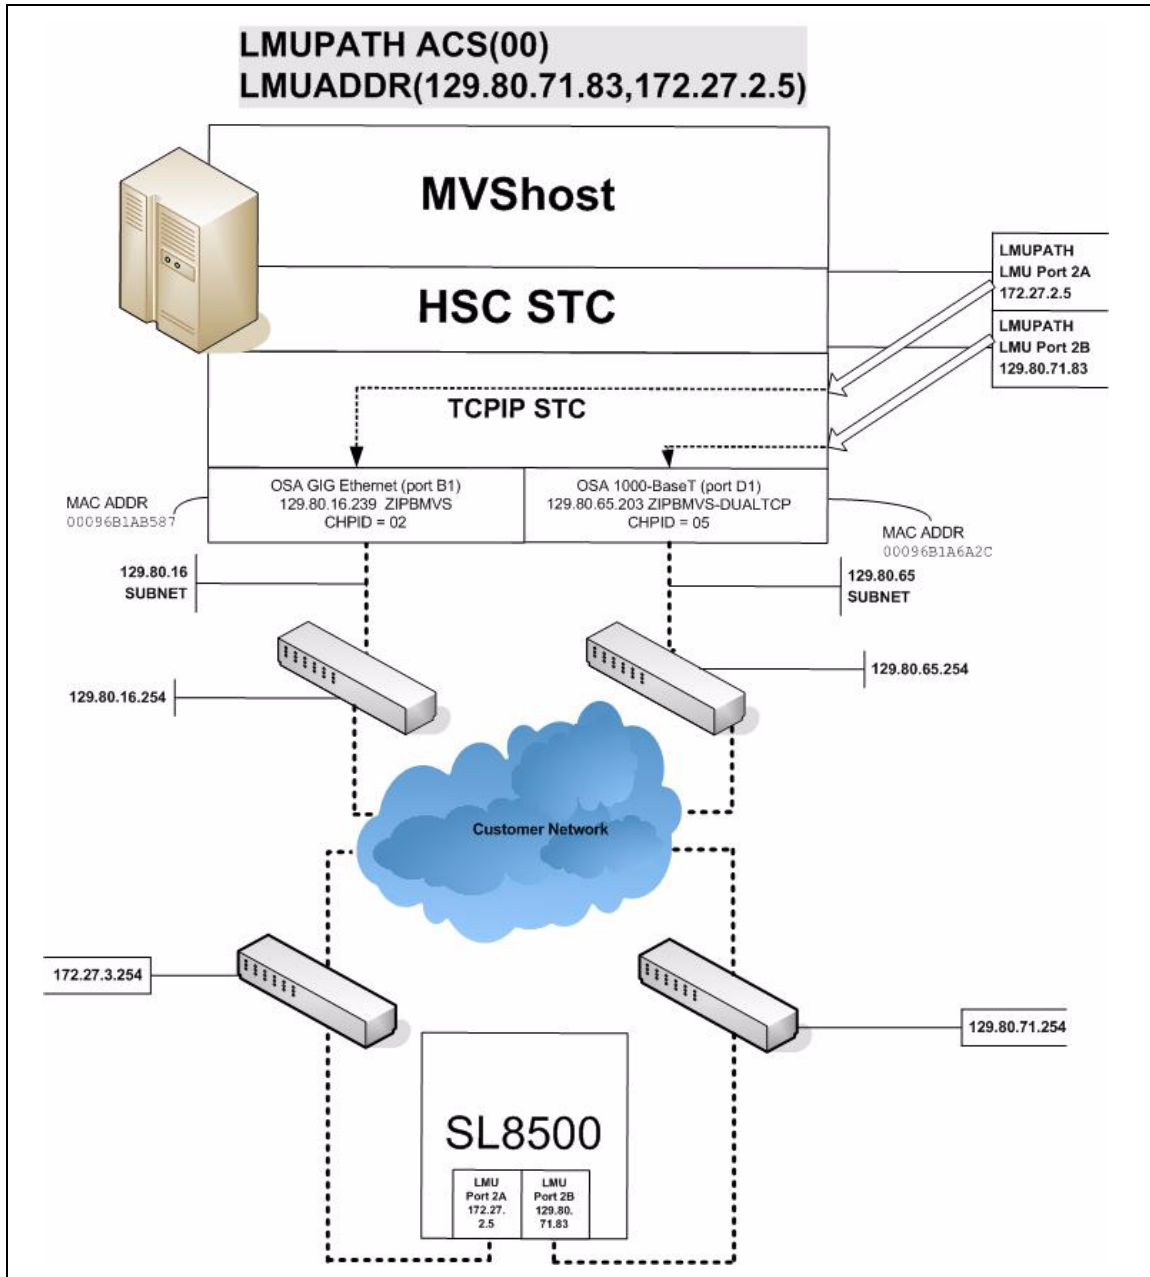 LMUPATH ACS(00)
LMUADDR(129.80.71.83,172.27.2.5)
MVShost
HSC STC
LMUPATH
LMU Port 2A
172.27.2.5
LMUPATH
LMU Port 2B
129.80.71.83
TCPIP STC
OSA GIG Ethernet (port B1)
129.80.16.239 ZIPBMVS
CHPID = 02
OSA 1000-BaseT (port D1)
129.80.65.203 ZIPBMVS-DUALTCP
CHPID = 05
MAC ADDR
00096B1AB587
MAC ADDR
00096B1A6A2C
129.80.16
SUBNET
129.80.65
SUBNET
129.80.16.254
129.80.65.254
Customer Network
172.27.3.254
129.80.71.254
SL8500
LMU
Port 2A
172.27.
2.5
LMU
Port 2B
129.80.
71.83